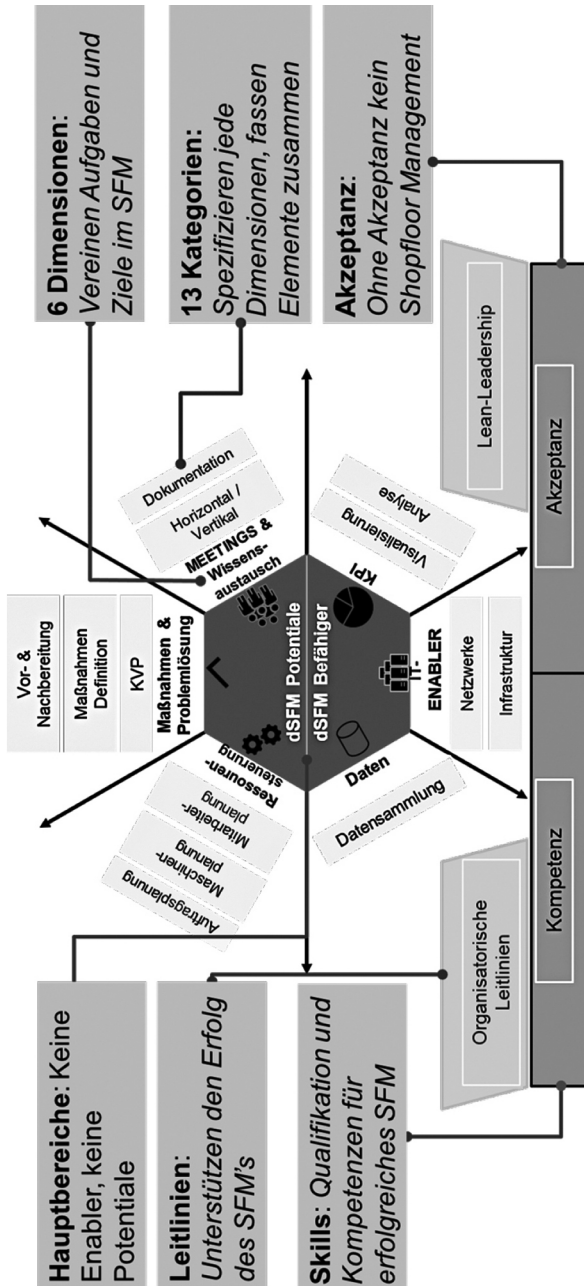 Hauptbereiche: Keine
Enabler, keine
Potentiale
Leitlinien:
Unterstützen den Erfolg
des SFM's
Skills: Qualifikation und
Kompetenzen für
erfolgreiches SFM
Vor- &
Nachbereitung
Maßnahmen
Definition
KVP
Maßnahmen &
Problemlösung
Auftragsplanung
Maschinen-
planung
Mitarbeiter-
planung
Ressouren-
steuerung
Dokumentation
Horizontal /
Vertikal
MEETINGS &
Wissens-
austausch
dSFM Potentiale
dSFM Befähiger
Daten
Datensammlung
IT-
ENABLER
Netzwerke
Infrastruktur
KPI
Visualisierung
Analyse
6 Dimensionen:
Vereinen Aufgaben und
Ziele im SFM
13 Kategorien:
Spezifizieren jede
Dimensionen, fassen
Elemente zusammen
Akzeptanz:
Ohne Akzeptanz kein
Shopfloor Management
Organisatorische
Leitlinien
Lean-Leadership
Kompetenz
Akzeptanz